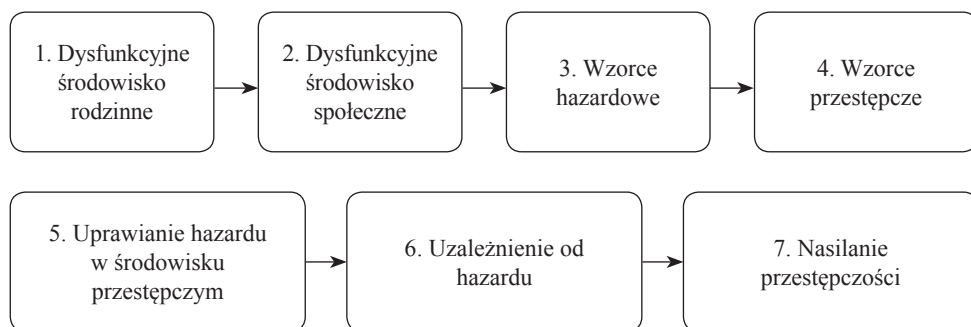 1. Dysfunkcyjne
środowisko
rodzinne
2. Dysfunkcyjne
środowisko
społeczne
3. Wzorce
hazardowe
4. Wzorce
przestępcze
5. Uprawianie hazardu
w środowisku
przestępczym
6. Uzależnienie od
hazardu
7. Nasilanie
przestępczości